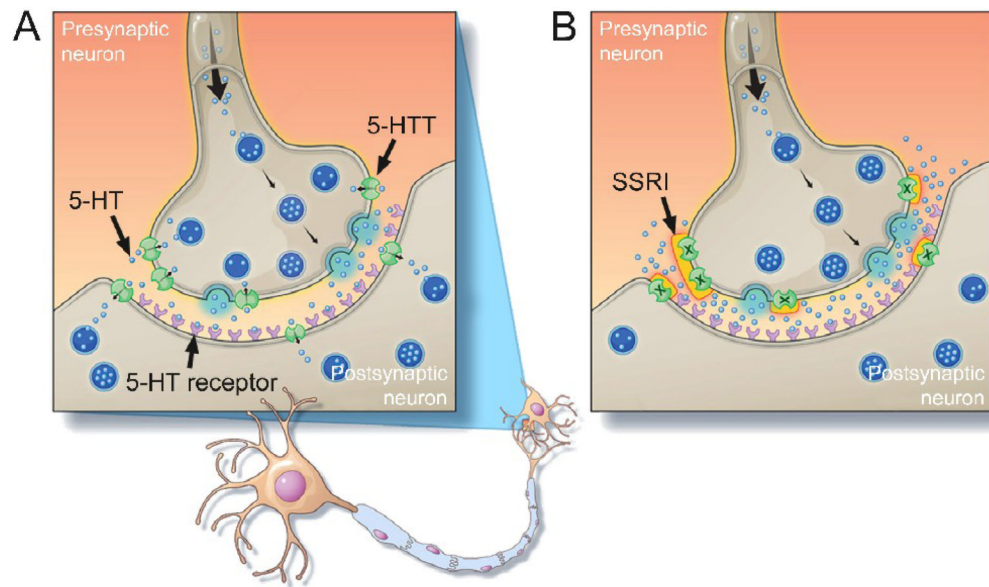 A
Presynaptic
neuron
5-HTT
5-HT
5-HT receptor
Postsynaptic
neuron
B
Presynaptic
neuron
SSRI
X
X
X
X
X
X
Postsynaptic
neuron